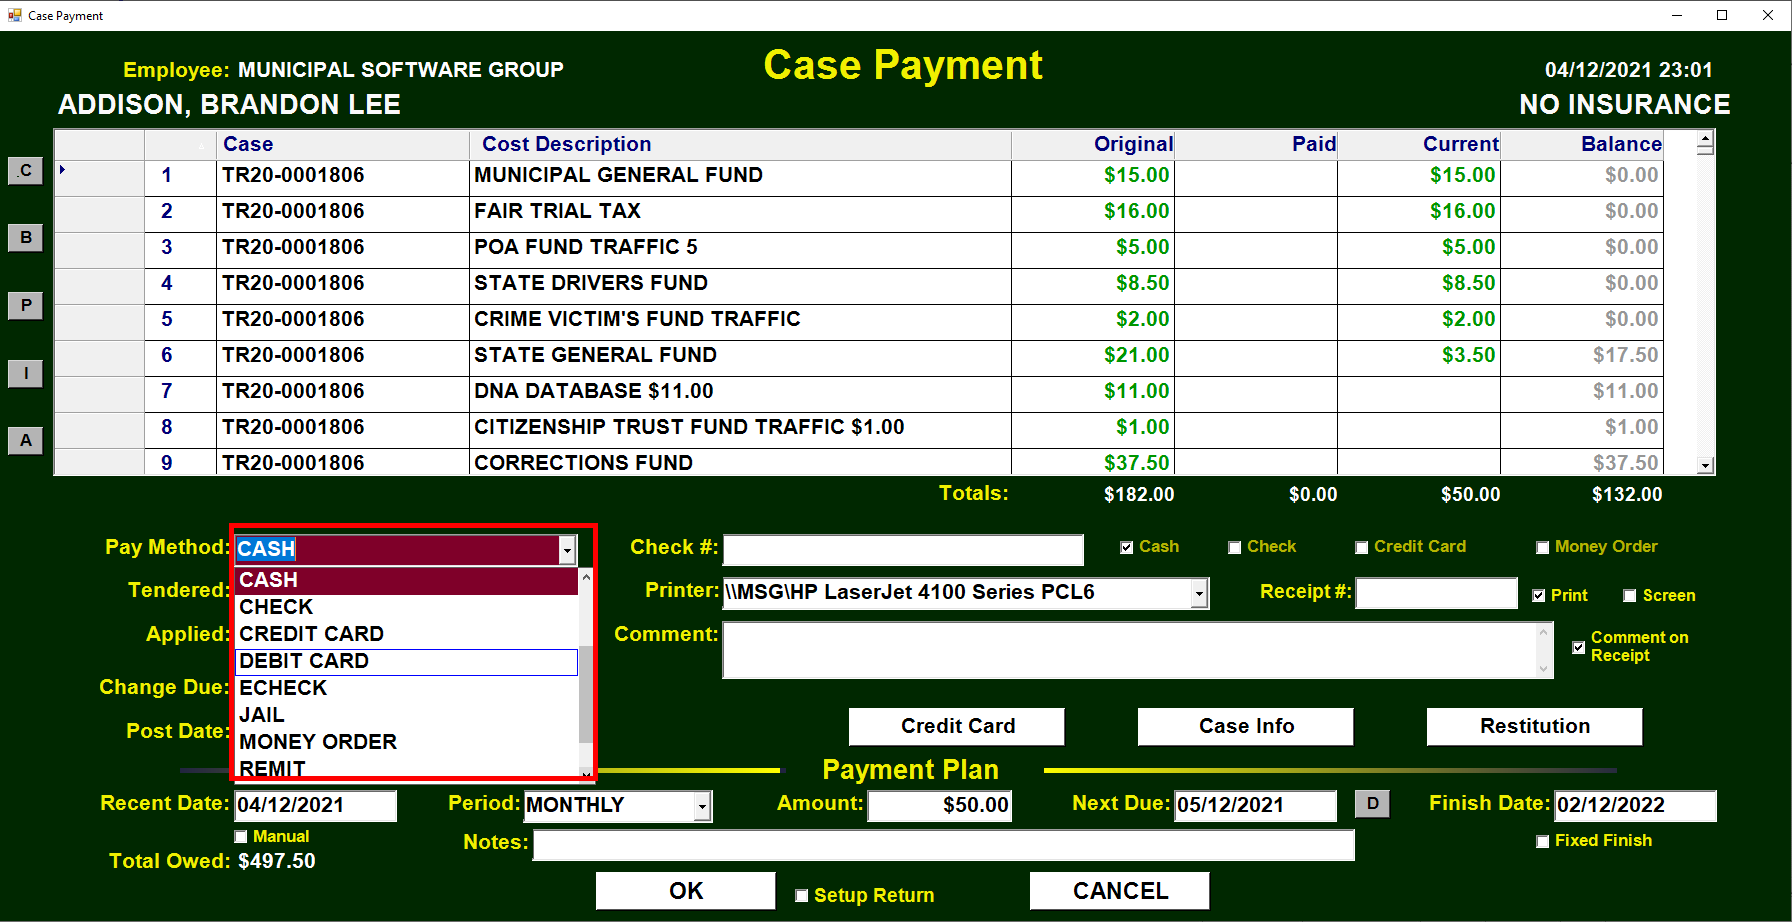 Case Payment
Employee: MUNICIPAL SOFTWARE GROUP
Case Payment
04/12/2021 23:01
ADDISON, BRANDON LEE
NO INSURANCE
Case Cost Description Original Paid Current Balance
.C
1 TR20-0001806 MUNICIPAL GENERAL FUND $15.00 $15.00 $0.00
2 TR20-0001806 FAIR TRIAL TAX $16.00 $16.00 $0.00
B
3 TR20-0001806 POA FUND TRAFFIC 5 $5.00 $5.00 $0.00
4 TR20-0001806 STATE DRIVERS FUND $8.50 $8.50 $0.00
P
5 TR20-0001806 CRIME VICTIM'S FUND TRAFFIC $2.00 $2.00 $0.00
6 TR20-0001806 STATE GENERAL FUND $21.00 $3.50 $17.50
I
7 TR20-0001806 DNA DATABASE $11.00 $11.00 $11.00
8 TR20-0001806 CITIZENSHIP TRUST FUND TRAFFIC $1.00 $1.00 $1.00
A
9 TR20-0001806 CORRECTIONS FUND $37.50 $37.50
Totals: $182.00 $0.00 $50.00 $132.00
Pay Method: CASH
CASH
CHECK
CREDIT CARD
DEBIT CARD
ECHECK
JAIL
MONEY ORDER
REMIT
Check #:
Cash
Check
Credit Card
Money Order
Tendered:
Printer: \\MSG\HP LaserJet 4100 Series PCL6
Receipt #:
Print
Screen
Applied:
Comment:
Comment on
Receipt
Change Due:
Post Date:
Credit Card
Case Info
Restitution
Payment Plan
Recent Date: 04/12/2021
Period: MONTHLY
Amount: $50.00
Next Due: 05/12/2021
D
Finish Date: 02/12/2022
Manual
Notes:
Fixed Finish
Total Owed: $497.50
OK
Setup Return
CANCEL